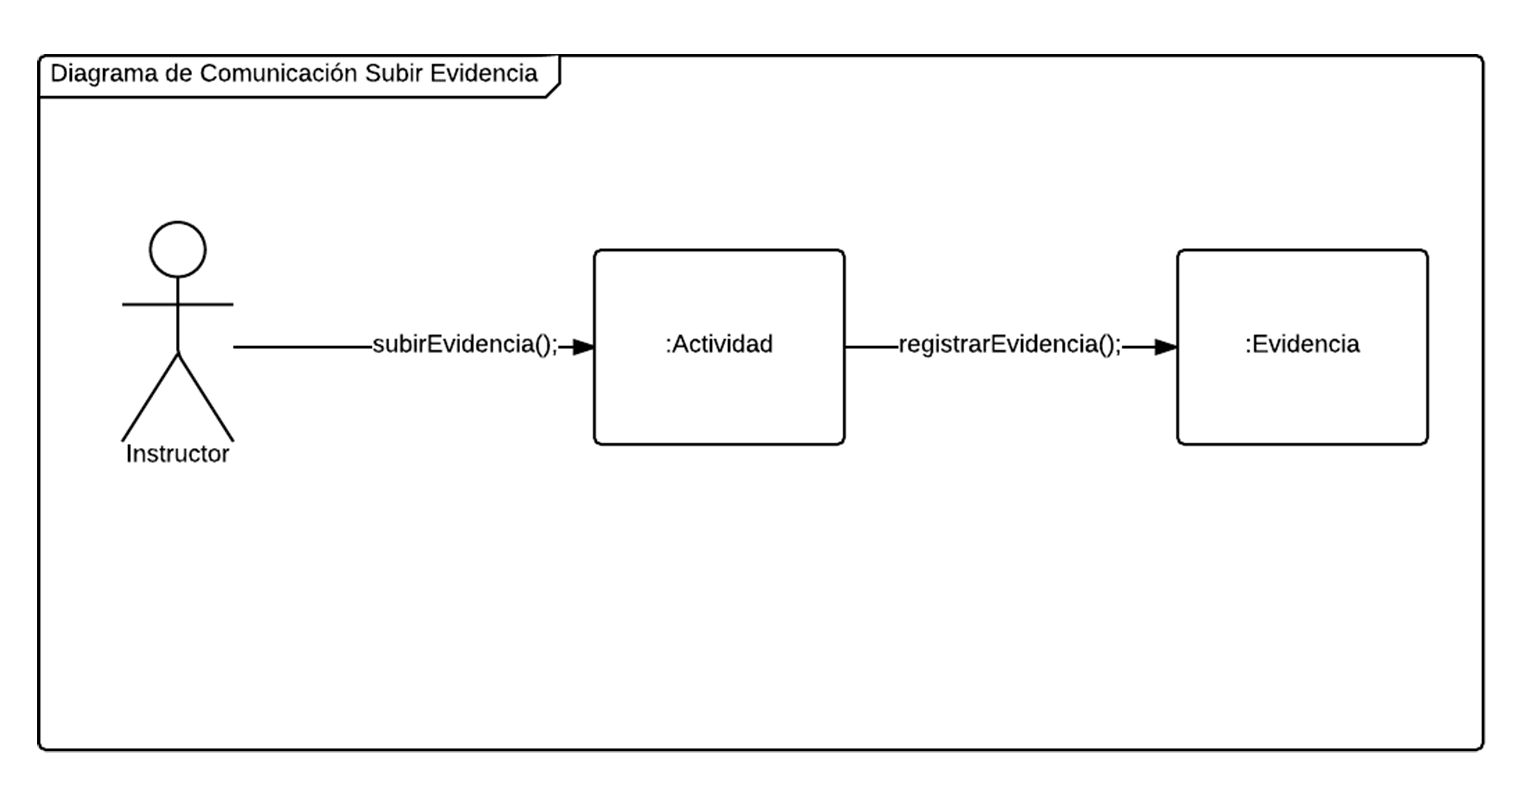 Diagrama de Comunicación Subir Evidencia
subirEvidencia();
:Actividad
registrarEvidencia();
:Evidencia
Instructor